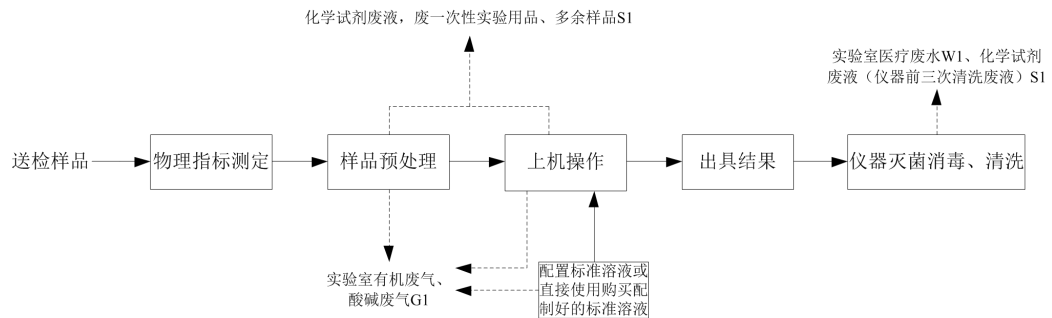 化学试剂废液，废一次性实验用品、多余样品S1
实验室医疗废水W1、化学试剂
废液（仪器前三次清洗废液）S1
送检样品
物理指标测定
样品预处理
上机操作
出具结果
仪器灭菌消毒、清洗
实验室有机废气、
酸碱废气G1
配置标准溶液或
直接使用购买配
制好的标准溶液